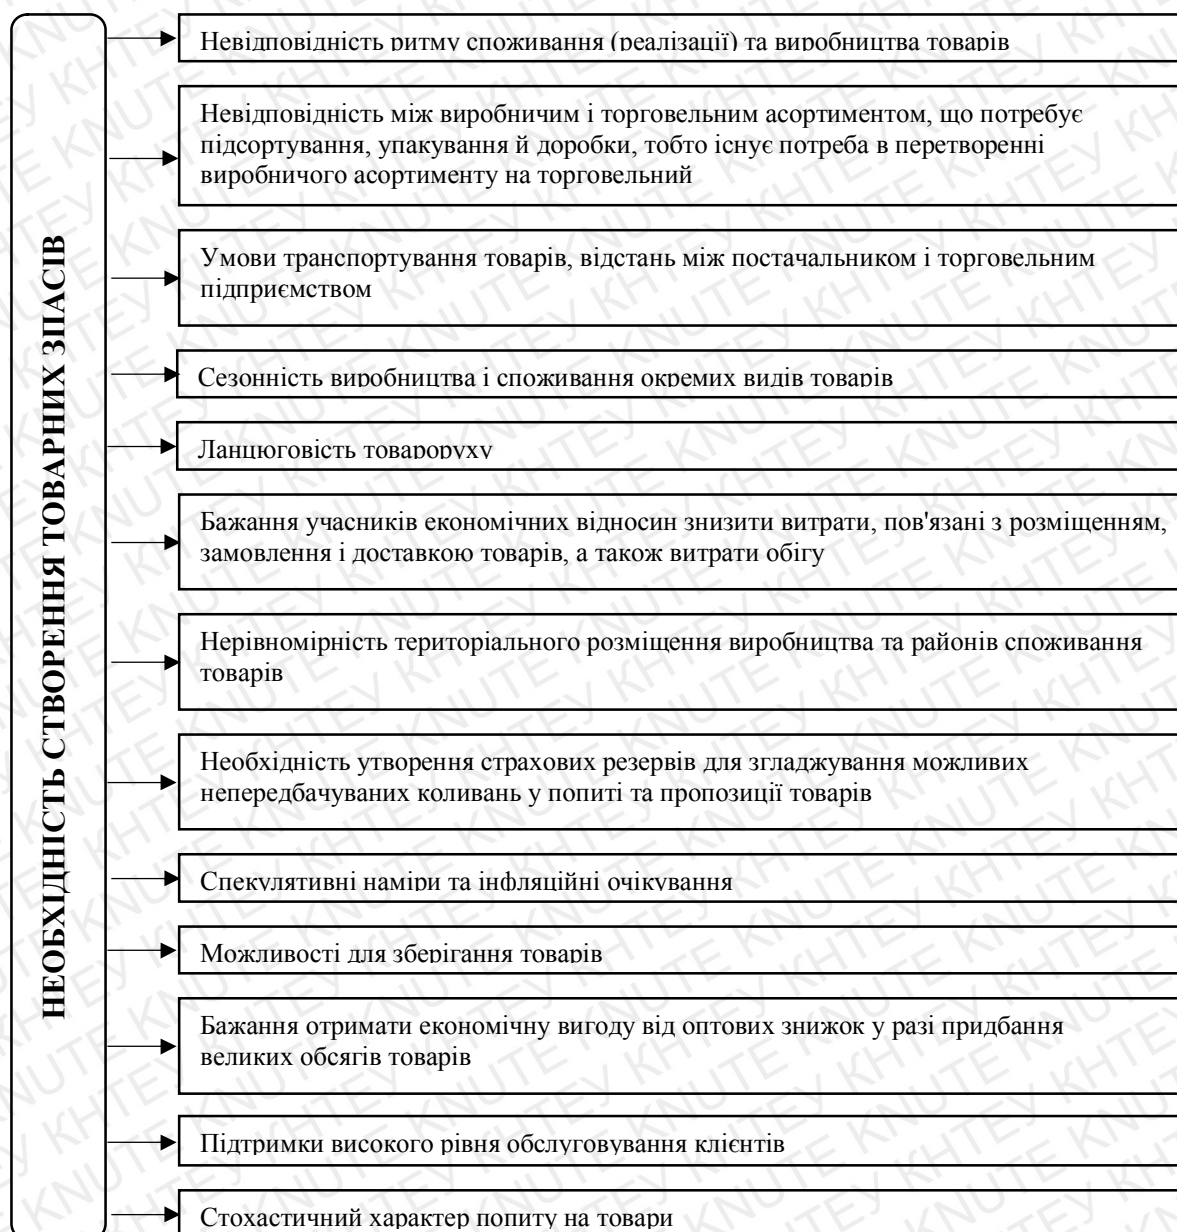 НЕОБХІДНІСТЬ СТВОРЕННЯ ТОВАРНИХ ЗПАСІВ
Невідповідність ритму споживання (реалізації) та виробництва товарів
Невідповідність між виробничим і торговельним асортиментом, що потребує
підсортування, упакування й доробки, тобто існує потреба в перетворенні
виробничого асортименту на торговельний
Умови транспортування товарів, відстань між постачальником і торговельним
підприємством
Сезонність виробництва і споживання окремих видів товарів
Ланцюговість товароруху
Бажання учасників економічних відносин знизити витрати, пов'язані з розміщенням,
замовлення і доставкою товарів, а також витрати обігу
Нерівномірність територіального розміщення виробництва та районів споживання
товарів
Необхідність утворення страхових резервів для згладжування можливих
непередбачуваних коливань у попиті та пропозиції товарів
Спекулятивні наміри та інфляційні очікування
Можливості для зберігання товарів
Бажання отримати економічну вигоду від оптових знижок у разі придбання
великих обсягів товарів
Підтримки високого рівня обслуговування клієнтів
Стохастичний характер попиту на товари